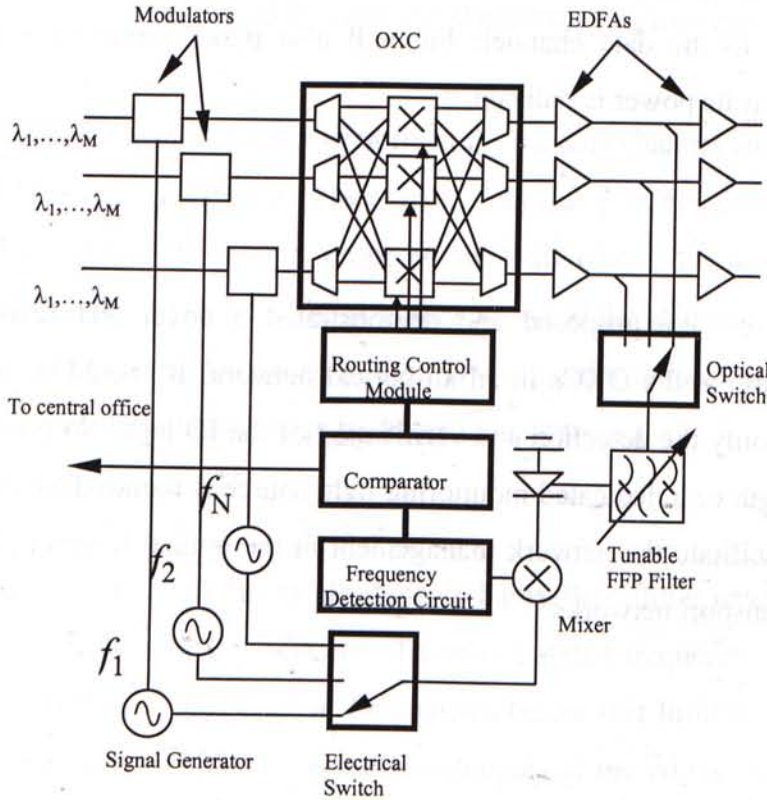 Modulators
OXC
EDFAs
λ1,...,λM
λ1,...,λM
λ1,...,λM
Routing Control
Module
Optical
Switch
To central office
Comparator
fN
f2
Frequency
Detection Circuit
Tunable
FFP Filter
Mixer
f1
Signal Generator
Electrical
Switch